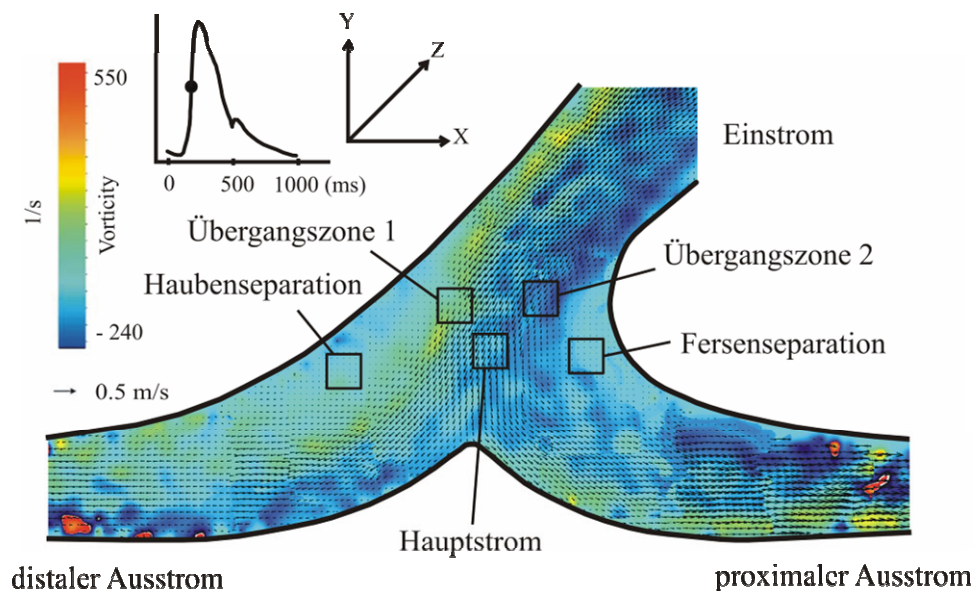 550
1/s
Vorticity
- 240
0.5 m/s
0 500 1000 (ms)
Y
Z
X
Einstrom
Übergangszone 1
Haubenseparation
Übergangszone 2
Fersenseparation
Hauptstrom
distaler Ausstrom
proximaler Ausstrom